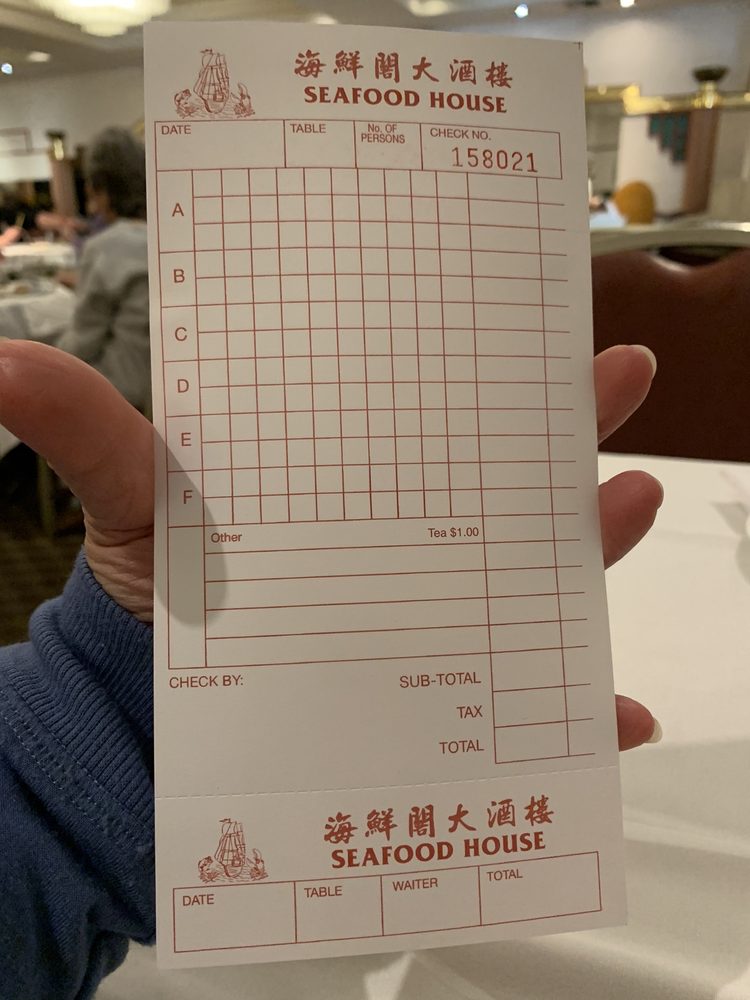 海鮮閣大酒樓
SEAFOOD HOUSE
DATE
TABLE
No. OF
PERSONS
CHECK NO.
158021
A
B
C
D
E
F
Other
Tea $1.00
CHECK BY:
SUB-TOTAL
TAX
TOTAL
海鮮閣大酒樓
SEAFOOD HOUSE
DATE
TABLE
WAITER
TOTAL